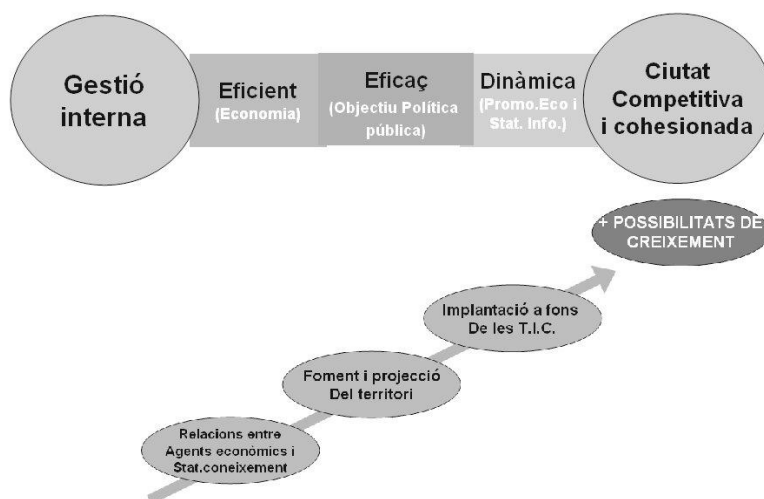 Gestió
interna
Eficient
(Economia)
Eficaç
(Objectiu Política
pública)
Dinàmica
(Promo.Eco i
Stat. Info.)
Ciutat
Competitiva
i cohesionada
+ POSSIBILITATS DE
CREIXEMENT
Implantació a fons
De les T.I.C.
Foment i projecció
Del territori
Relacions entre
Agents econòmics i
Stat.coneixement